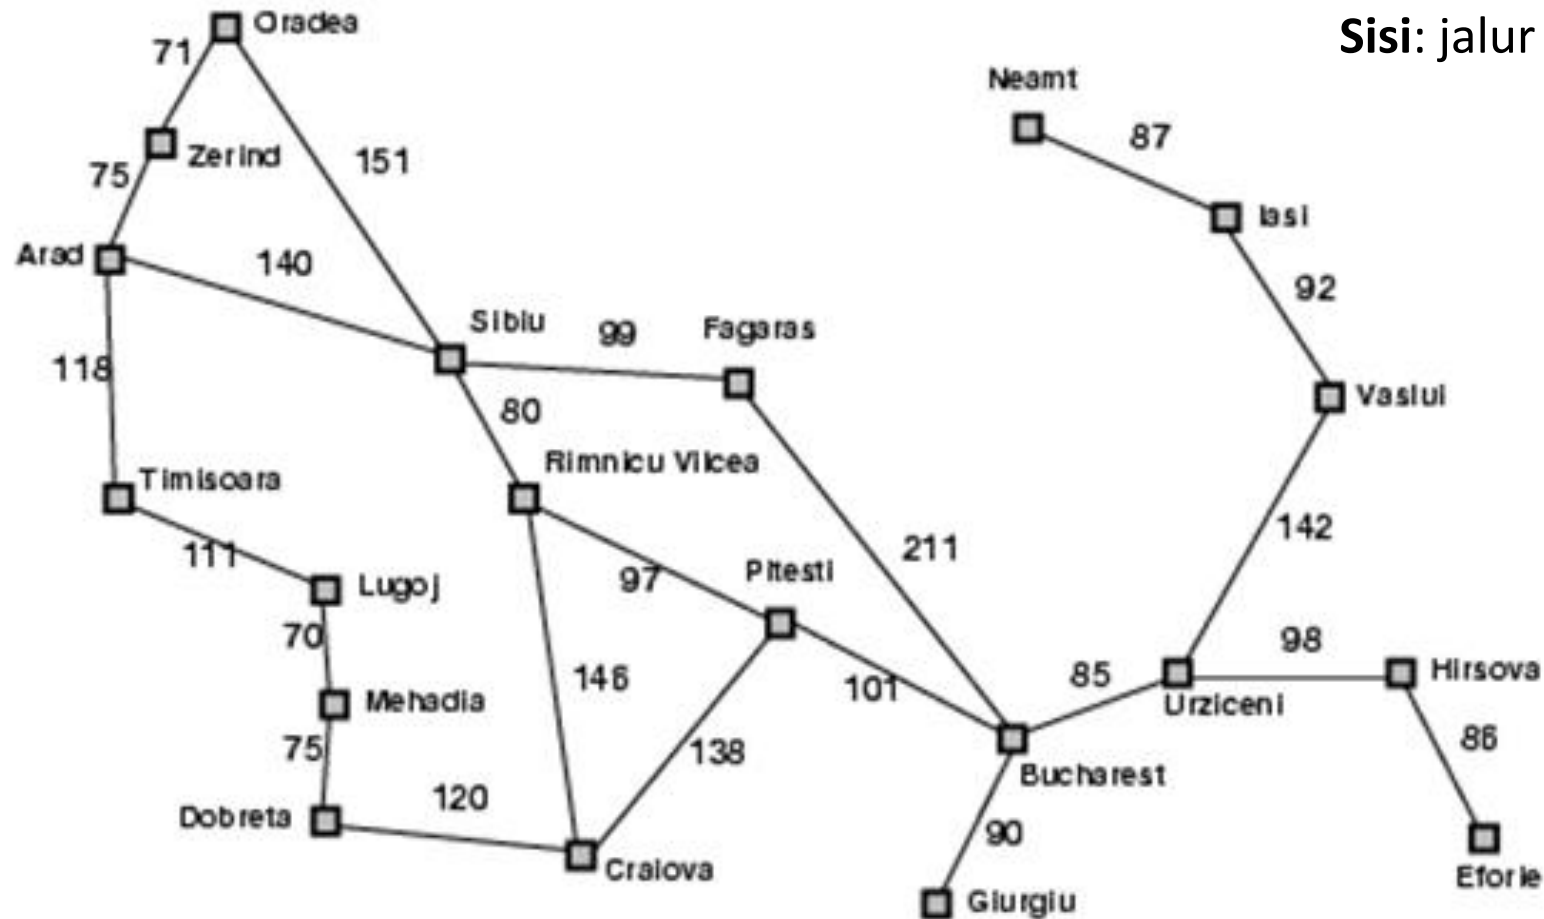 Oradea
Sisi: jalur
71
Neamt
87
Zerind
151
75
Iasi
Arad
140
92
Sibiu
99
Fagaras
118
80
Vaslui
Rimnicu Vilcea
Timisoara
142
111
211
97
Pitesti
Lugoj
70
98
146
85
Hirsova
101
Mehadia
Urziceni
75
138
86
Bucharest
120
Dobreta
90
Craiova
Eforie
Giurgiu